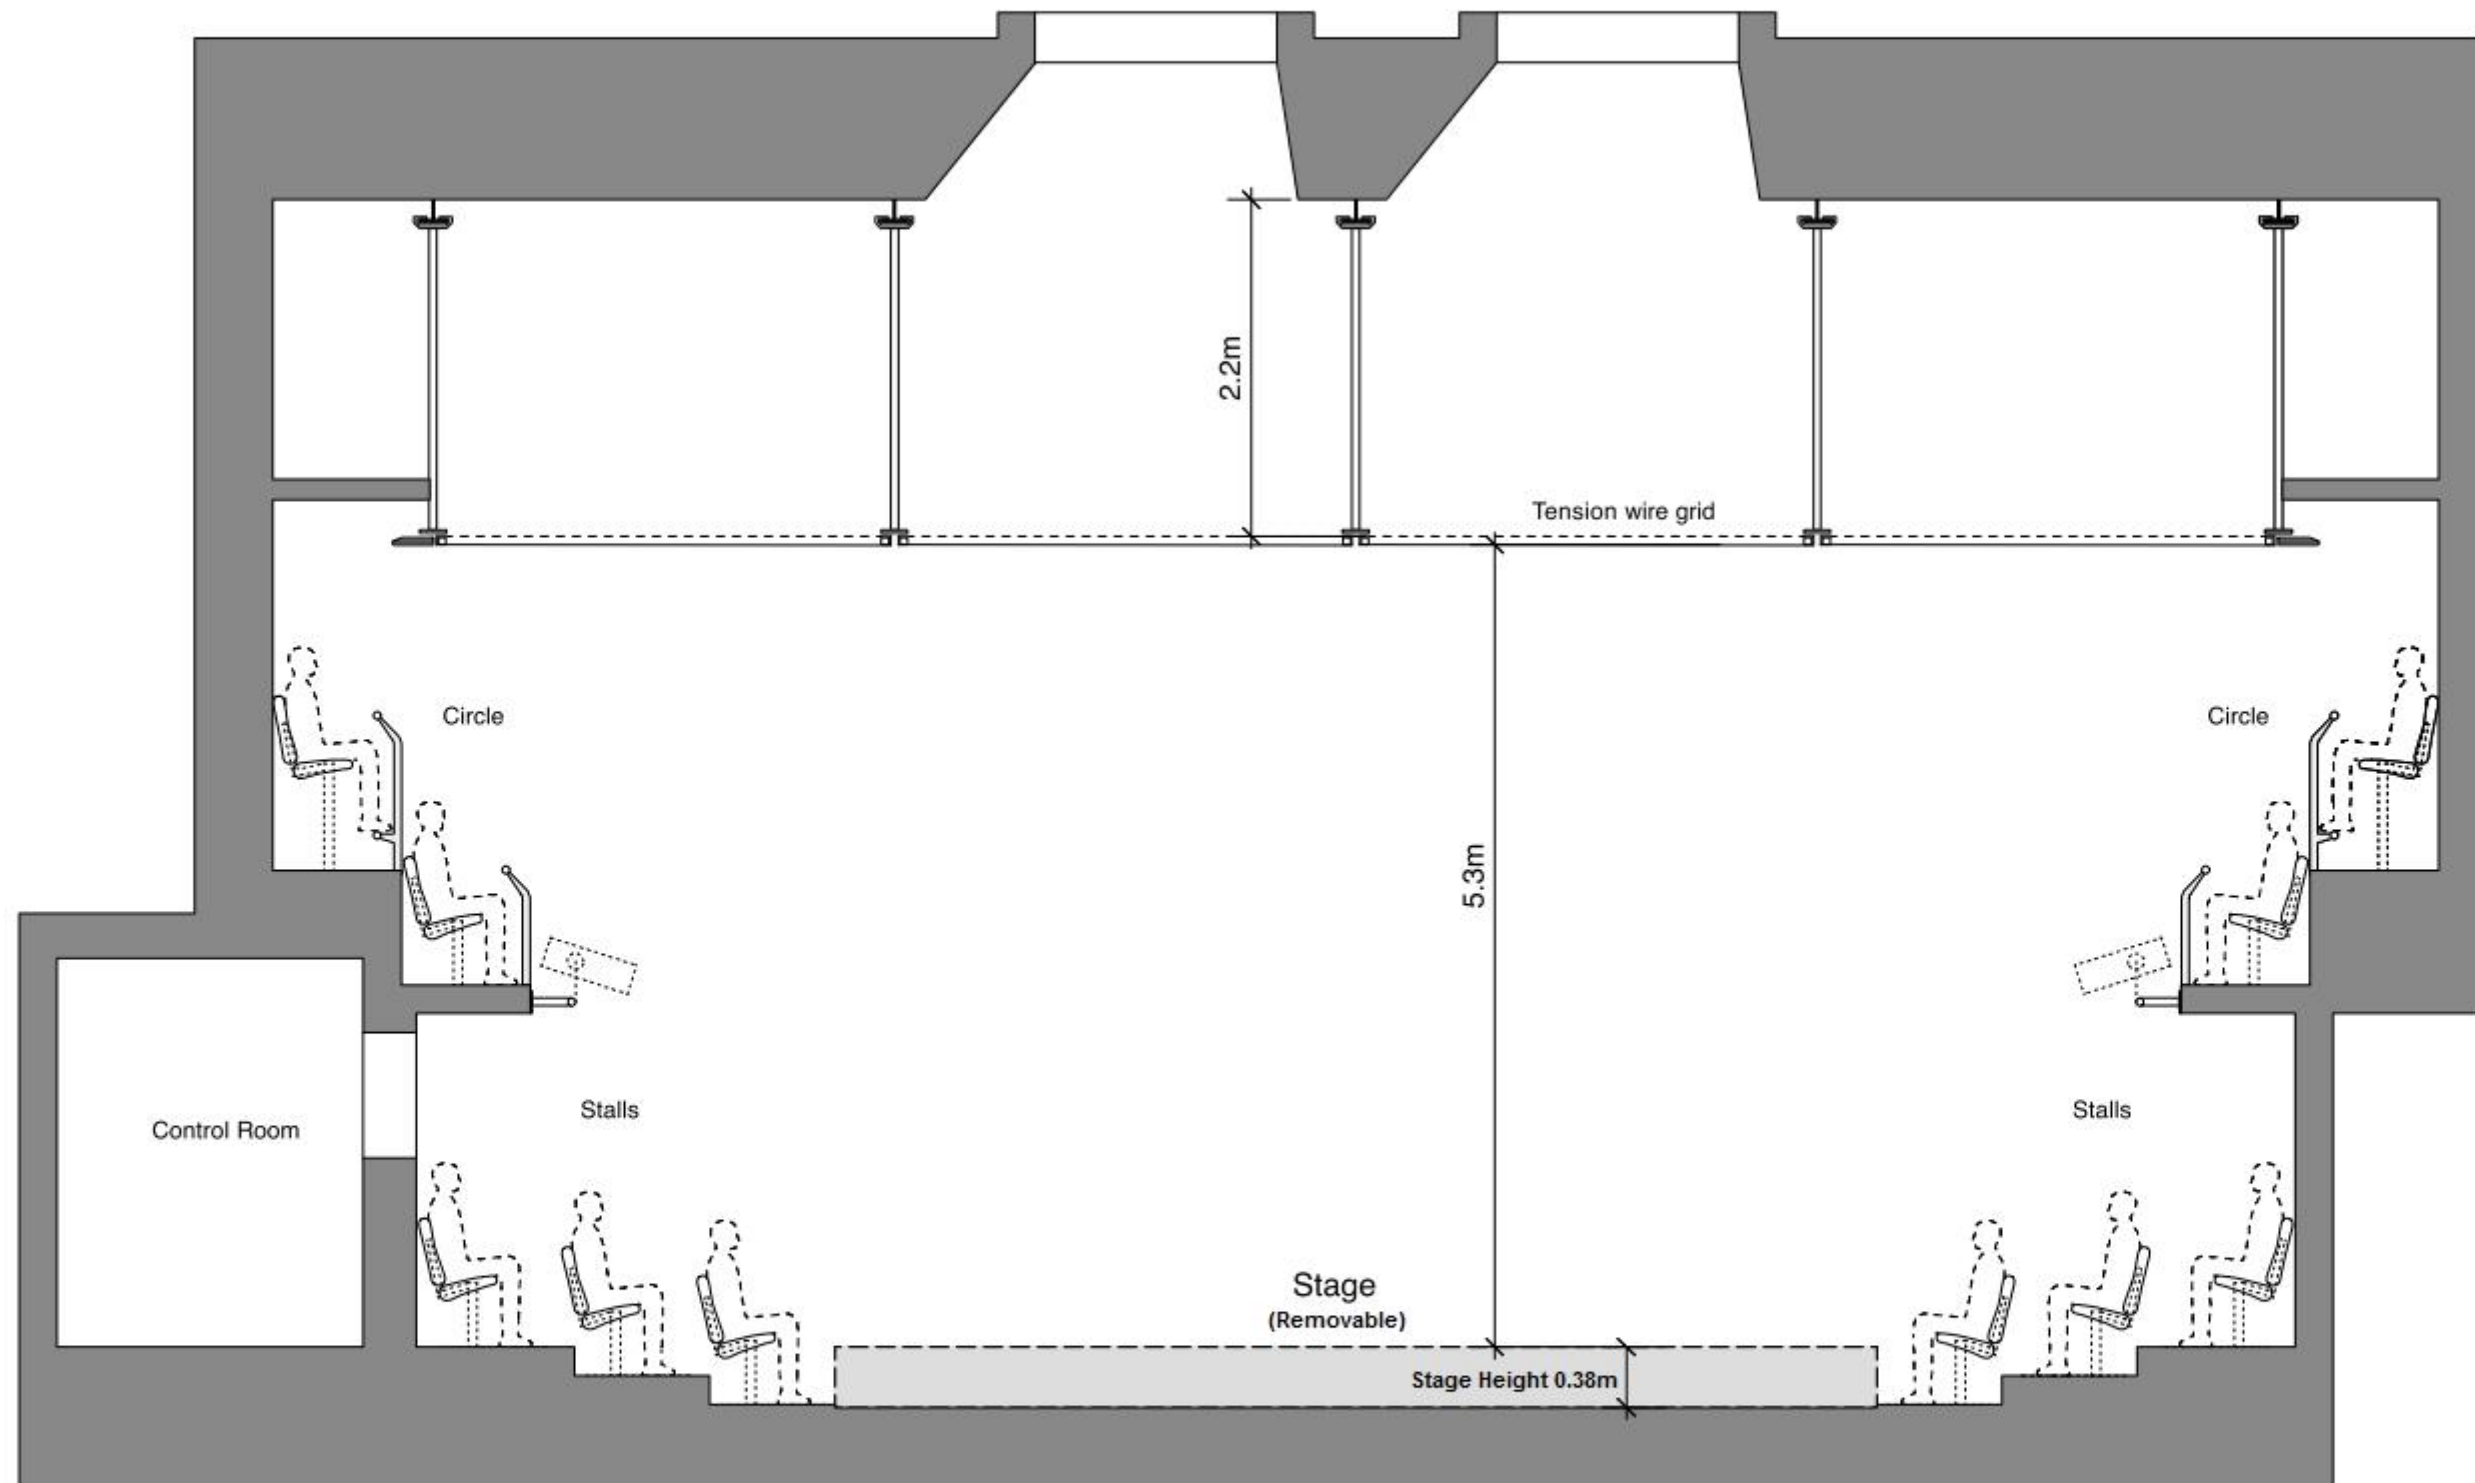 2.2m
Tension wire grid
Circle
Circle
5.3m
Stalls
Stalls
Control Room
Stage
(Removable)
Stage Height 0.38m